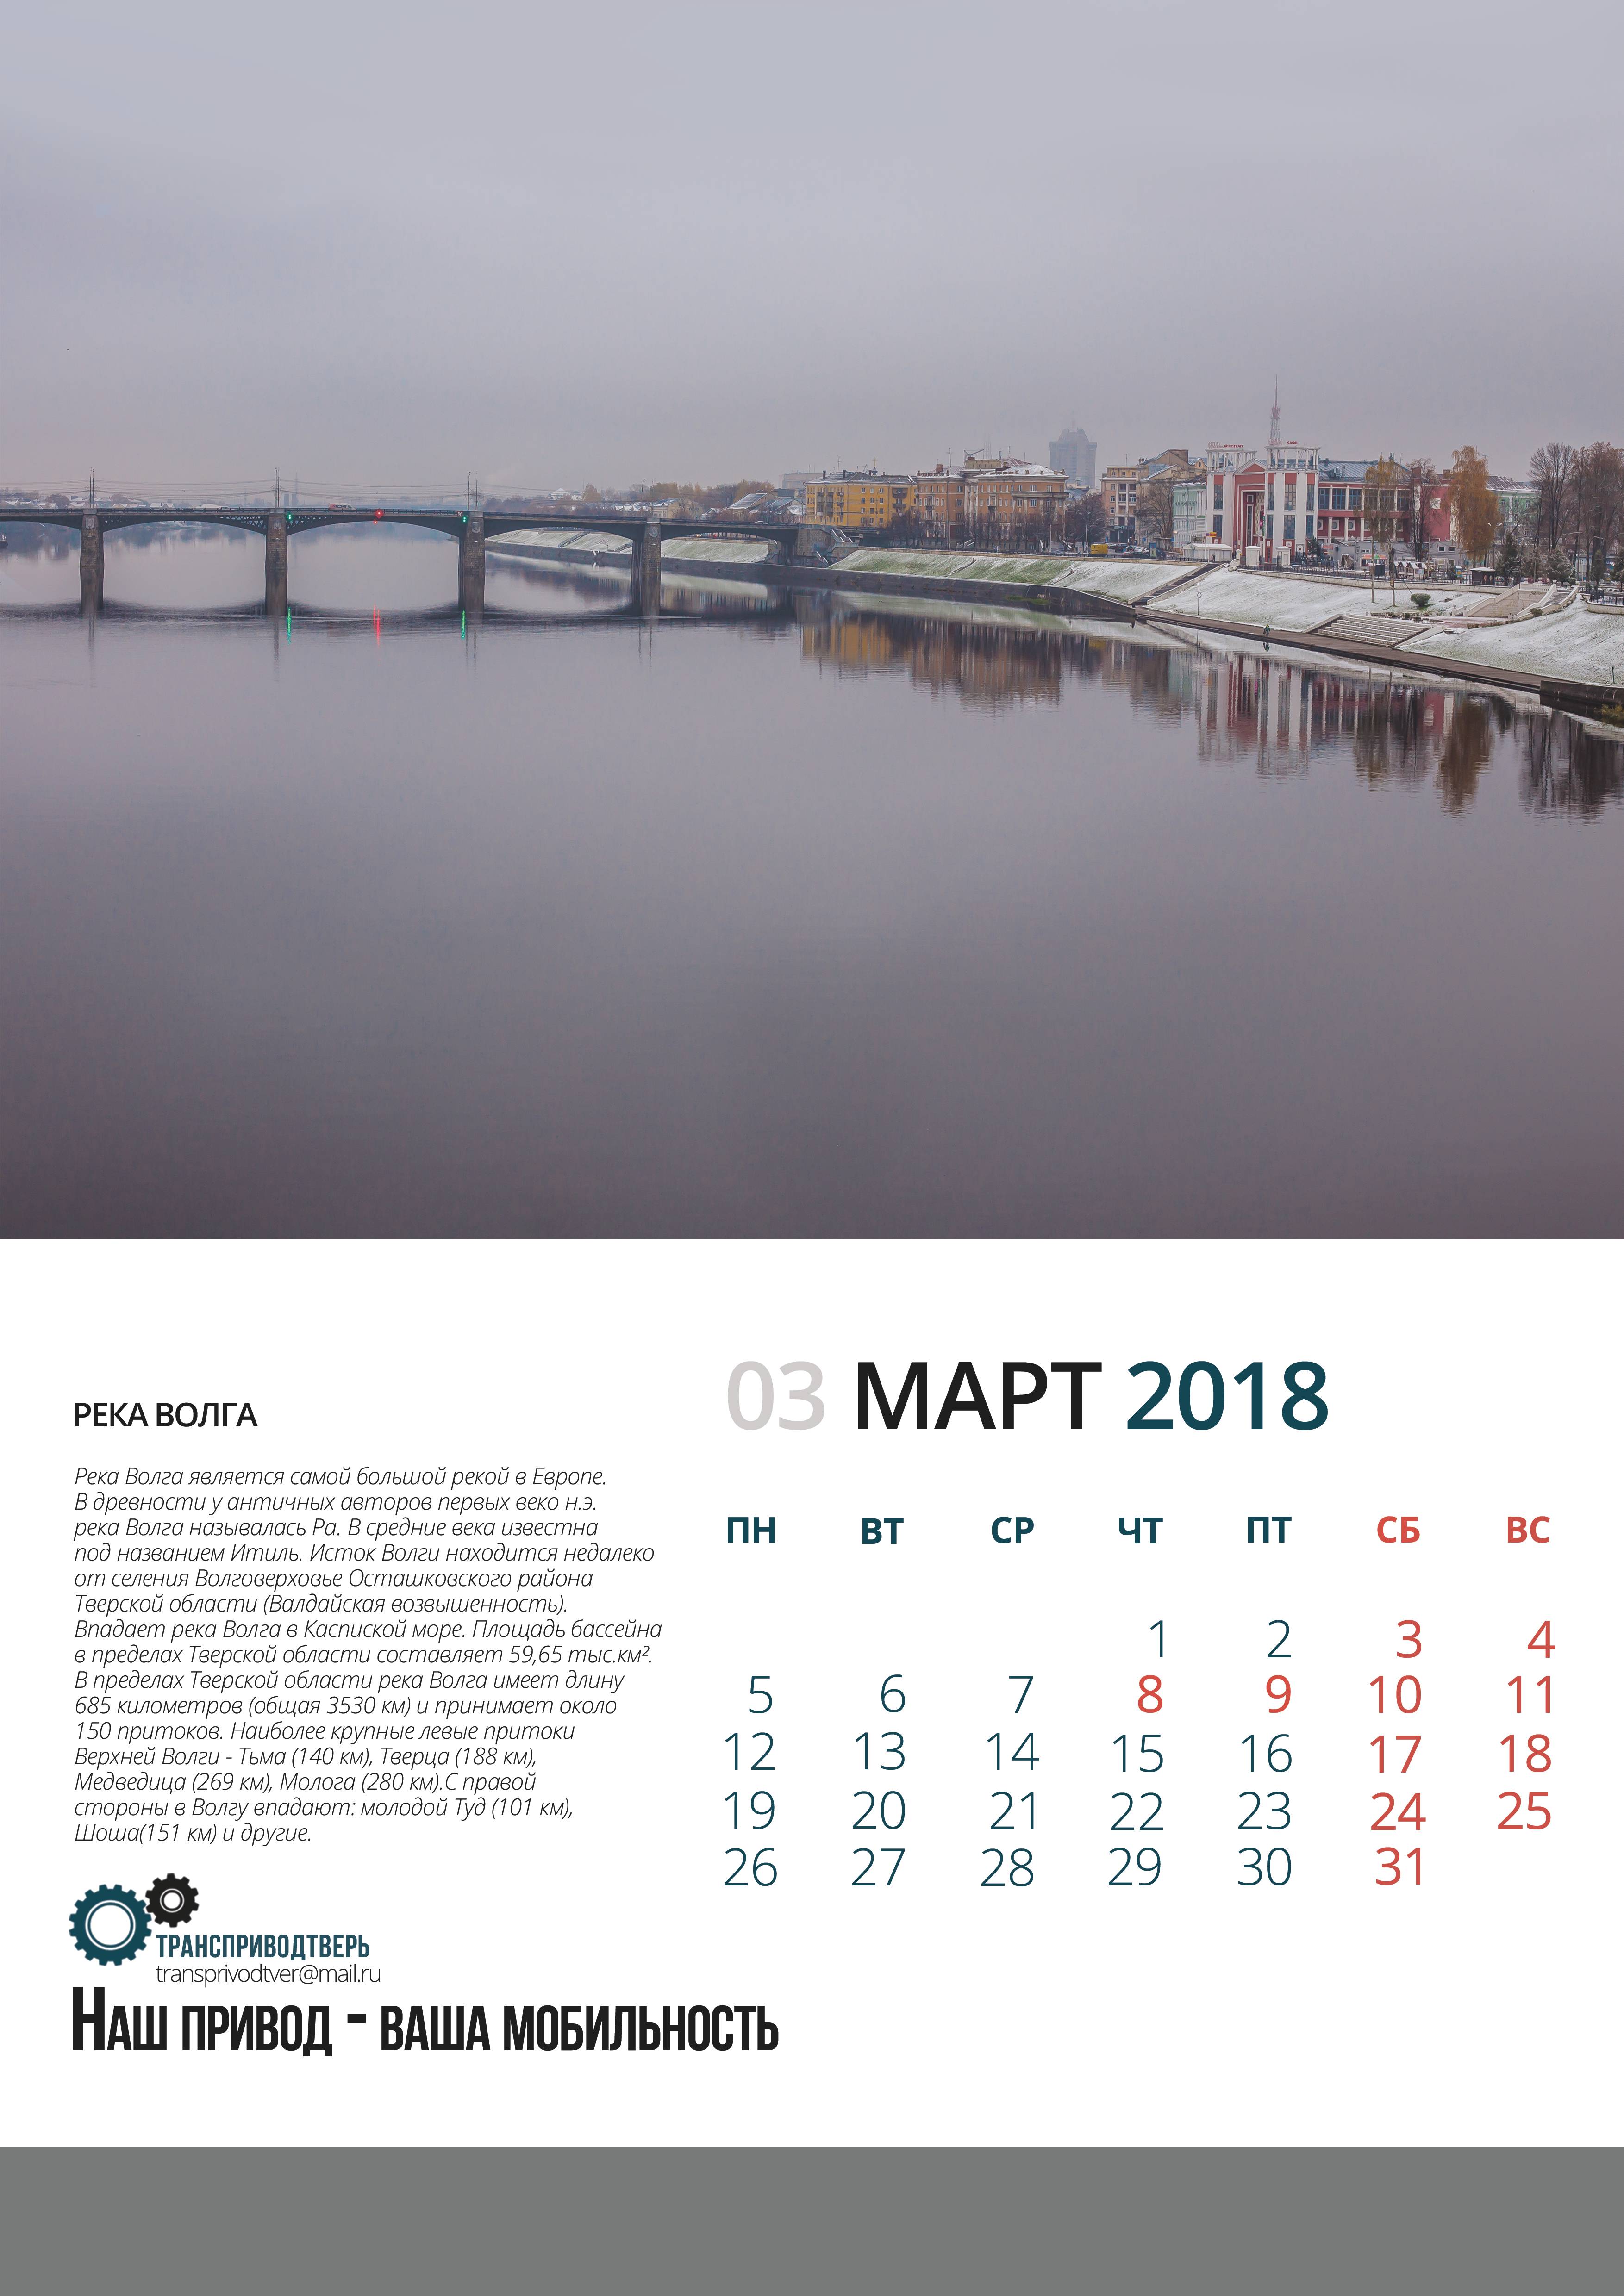 РЕКА ВОЛГА
Река Волга является самой большой рекой в Европе.
В древности у античных авторов первых веко н.э.
река Волга называлась Ра. В средние века известна
под названием Итиль. Исток Волги находится недалеко
от селения Волговерховье Осташковского района
Тверской области (Валдайская возвышенность).
Впадает река Волга в Каспиской море. Площадь бассейна
в пределах Тверской области составляет 59,65 тыс.км².
В пределах Тверской области река Волга имеет длину
685 километров (общая 3530 км) и принимает около
150 притоков. Наиболее крупные левые притоки
Верхней Волги - Тьма (140 км), Тверца (188 км),
Медведица (269 км), Молога (280 км).С правой
стороны в Волгу впадают: молодой Туд (101 км),
Шоша(151 км) и другие.
03 МАРТ 2018
ПН ВТ СР ЧТ ПТ СБ ВС
1 2 3 4
5 6 7 8 9 10 11
12 13 14 15 16 17 18
19 20 21 22 23 24 25
26 27 28 29 30 31
ТРАНСПРИВОДТВЕРЬ
transprivodtver@mail.ru
НАШ ПРИВОД - ВАША МОБИЛЬНОСТЬ